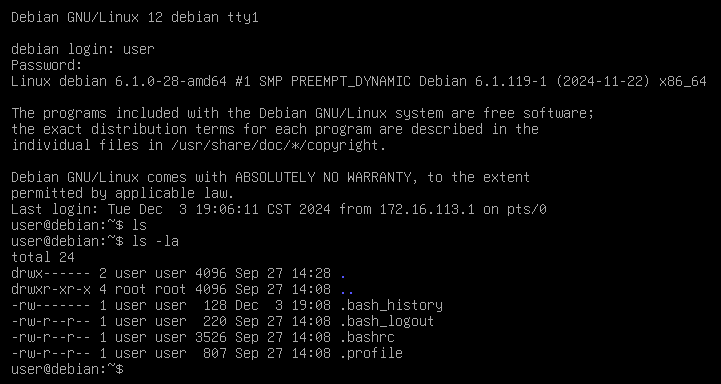 Debian GNU/Linux 12 debian tty1
debian login: user
Password:
Linux debian 6.1.0-28-amd64 #1 SMP PREEMPT_DYNAMIC Debian 6.1.119-1 (2024-11-22) x86_64
The programs included with the Debian GNU/Linux system are free software;
the exact distribution terms for each program are described in the
individual files in /usr/share/doc/*/copyright.
Debian GNU/Linux comes with ABSOLUTELY NO WARRANTY, to the extent
permitted by applicable law.
Last login: Tue Dec  3 19:06:11 CST 2024 from 172.16.113.1 on pts/0
user@debian:~$ ls
user@debian:~$ ls -la
total 24
drwx------ 2 user user 4096 Sep 27 14:28 .
drwxr-xr-x 4 root root 4096 Sep 27 14:08 ..
-rw------- 1 user user  128 Dec  3 19:08 .bash_history
-rw-r--r-- 1 user user  220 Sep 27 14:08 .bash_logout
-rw-r--r-- 1 user user 3526 Sep 27 14:08 .bashrc
-rw-r--r-- 1 user user  807 Sep 27 14:08 .profile
user@debian:~$